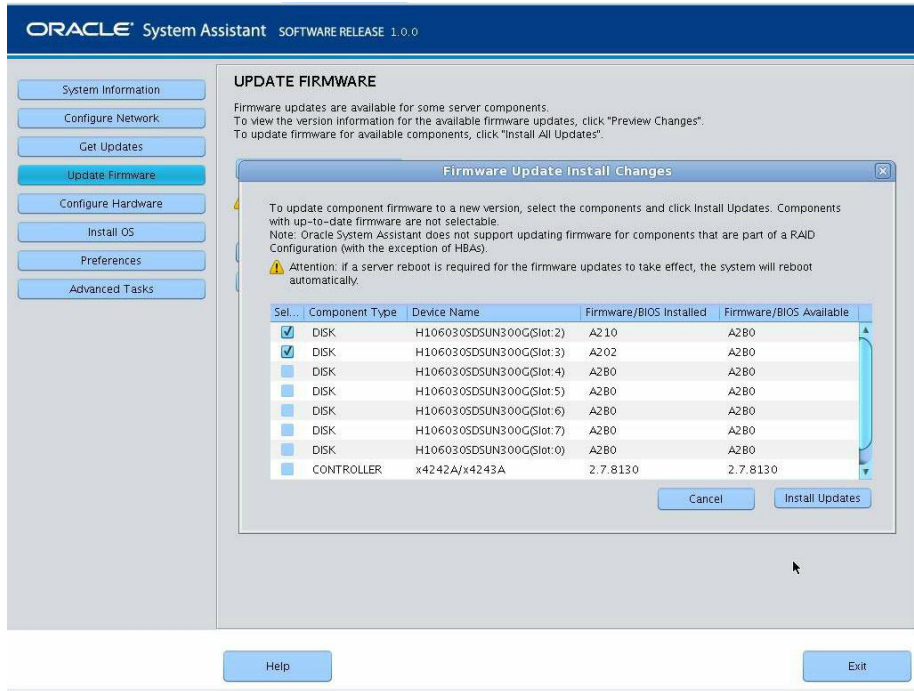 ORACLE System Assistant SOFTWARE RELEASE 1.0.0
System Information
Configure Network
Get Updates
Update Firmware
Configure Hardware
Install OS
Preferences
Advanced Tasks
UPDATE FIRMWARE
Firmware updates are available for some server components.
To view the version information for the available firmware updates, click "Preview Changes".
To update firmware for available components, click "Install All Updates".
Firmware Update Install Changes
To update component firmware to a new version, select the components and click Install Updates. Components
with up-to-date firmware are not selectable.
Note: Oracle System Assistant does not support updating firmware for components that are part of a RAID
Configuration (with the exception of HBAs).
Attention: if a server reboot is required for the firmware updates to take effect, the system will reboot
automatically.
Sel... Component Type Device Name Firmware/BIOS Installed Firmware/BIOS Available
DISK H106030SDSUN300G(Slot:2) A210 A2B0
DISK H106030SDSUN300G(Slot:3) A202 A2B0
DISK H106030SDSUN300G(Slot:4) A2B0 A2B0
DISK H106030SDSUN300G(Slot:5) A2B0 A2B0
DISK H106030SDSUN300G(Slot:6) A2B0 A2B0
DISK H106030SDSUN300G(Slot:7) A2B0 A2B0
DISK H106030SDSUN300G(Slot:0) A2B0 A2B0
CONTROLLER x4242A/x4243A 2.7.8130 2.7.8130
Cancel Install Updates
Help Exit